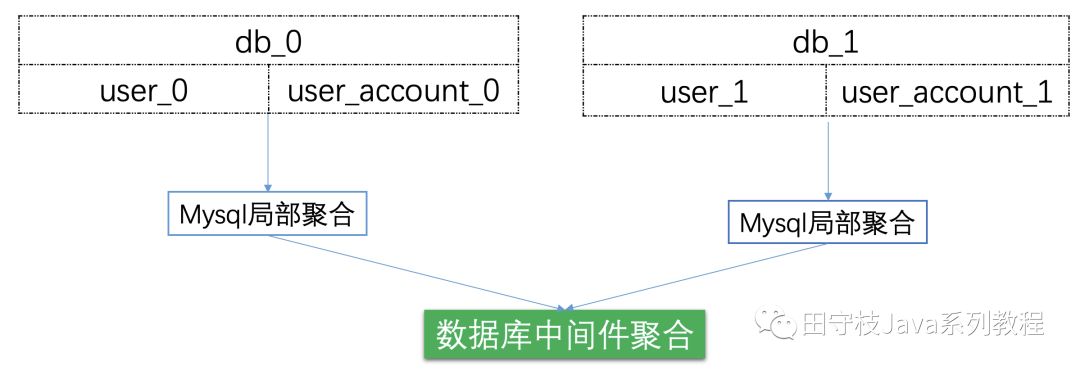 db_0
db_1
user_0
user_account_0
user_1
user_account_1
Mysql局部聚合
Mysql局部聚合
数据库中间件聚合
田守枝Java系列教程